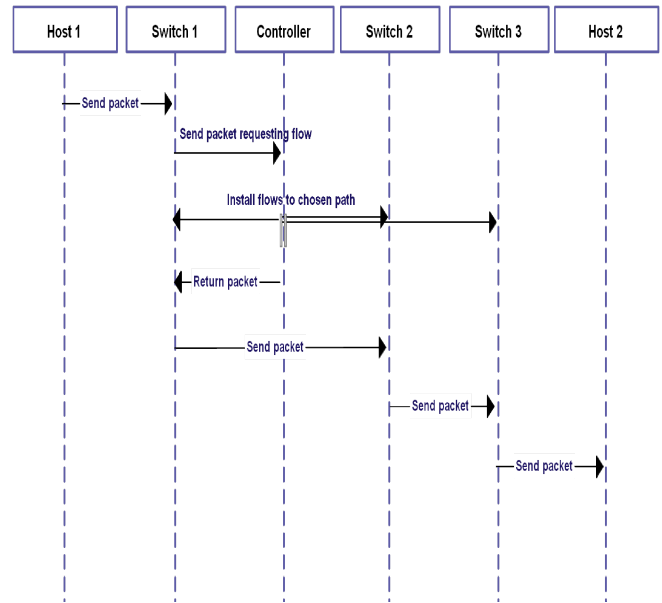 Host 1
Switch 1
Controller
Switch 2
Switch 3
Host 2
Send packet
Send packet requesting flow
Install flows to chosen path
Return packet
Send packet
Send packet
Send packet